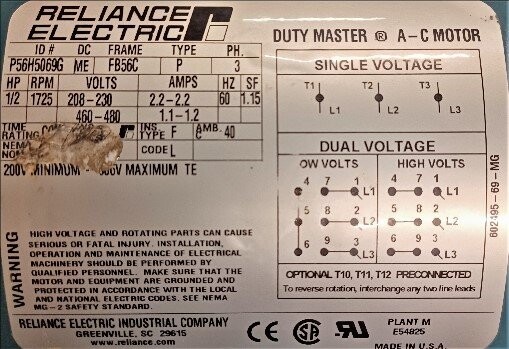 RELIANCE
ELECTRIC
DUTY MASTER ® A-C MOTOR
ID # DC FRAME TYPE PH.
P56H5069G ME FB56C P 3
HP RPM VOLTS AMPS HZ SF
1/2 1725 208-230 2.2-2.2 60 1.15
460-480 1.1-1.2
TIME RATING INS. TYPE F AMB. °C 40
NEMA CODE L
NOM.
200V MINIMUM MAXIMUM TE
SINGLE VOLTAGE
T1 T2 T3
L1 L2 L3
DUAL VOLTAGE
OW VOLTS HIGH VOLTS
4 7 1 L1 4 7 1 L1
5 8 2 L2 5 8 2 L2
6 9 3 L3 6 9 3 L3
OPTIONAL T10, T11, T12 PRECONNECTED
To reverse rotation, interchange any two line leads
602495-69-MG
WARNING
HIGH VOLTAGE AND ROTATING PARTS CAN CAUSE
SERIOUS OR FATAL INJURY. INSTALLATION,
OPERATION AND MAINTENANCE OF ELECTRICAL
MACHINERY SHOULD BE PERFORMED BY
QUALIFIED PERSONNEL. MAKE SURE THAT THE
MOTOR AND EQUIPMENT ARE GROUNDED AND
PROTECTED IN ACCORDANCE WITH THE LOCAL
AND NATIONAL ELECTRIC CODES. SEE NEMA
MG-2 SAFETY STANDARD.
RELIANCE ELECTRIC INDUSTRIAL COMPANY
GREENVILLE, SC 29615
www.reliance.com
CE SA UR
PLANT M
E54825
MADE IN U.S.A.